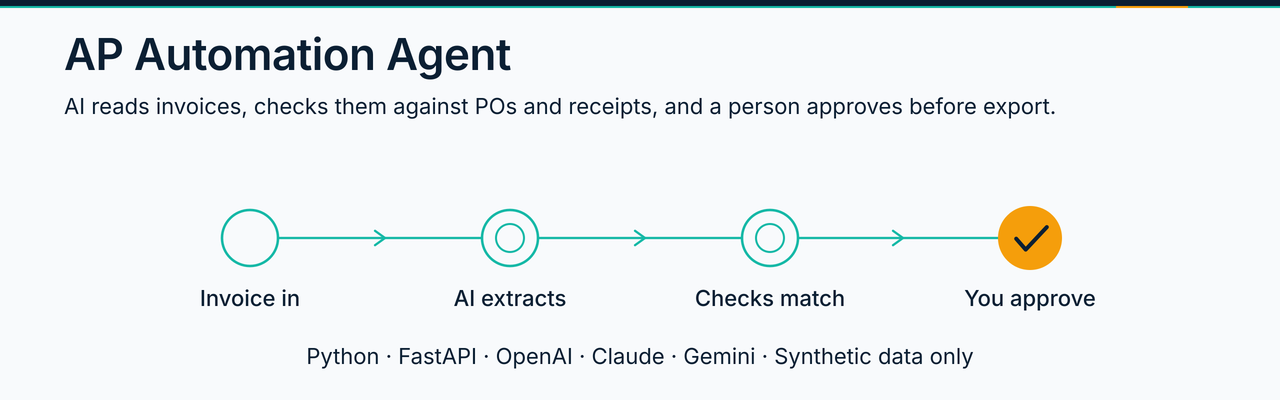 AP Automation Agent
AI reads invoices, checks them against POs and receipts, and a person approves before export.
Invoice in
AI extracts
Checks match
You approve
Python · FastAPI · OpenAI · Claude · Gemini · Synthetic data only